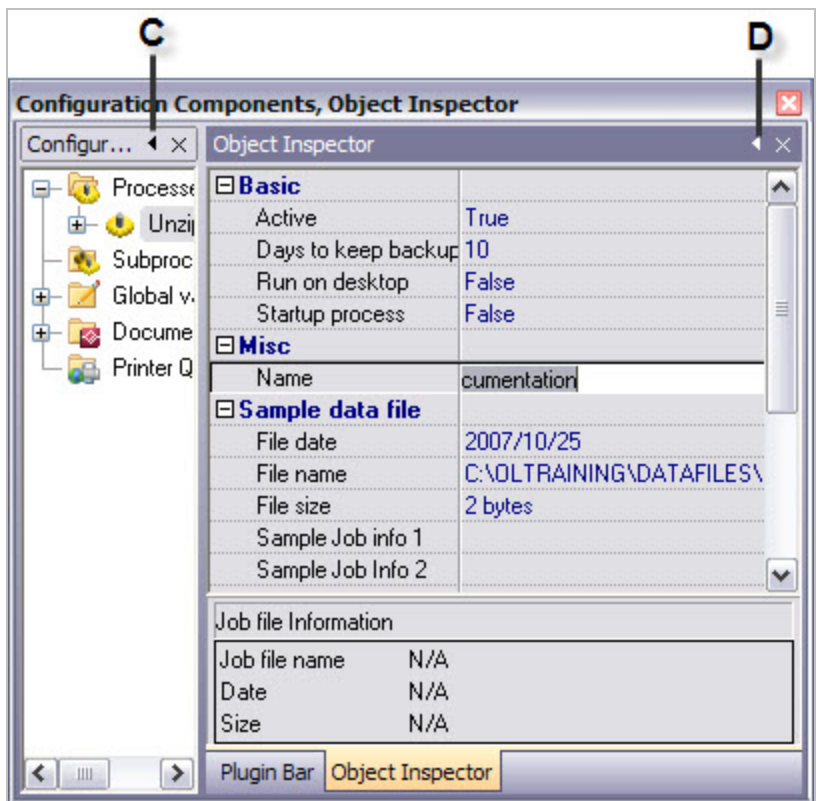 C D
Configuration Components, Object Inspector
Configur...
Processe
Unzip
Subproc
Global v
Docume
Printer Q
Object Inspector
Basic
Active True
Days to keep backup 10
Run on desktop False
Startup process False
Misc
Name cumentation
Sample data file
File date 2007/10/25
File name C:\OLTRAINING\DATAFILES\
File size 2 bytes
Sample Job info 1
Sample Job Info 2
Job file Information
Job file name N/A
Date N/A
Size N/A
Plugin Bar Object Inspector